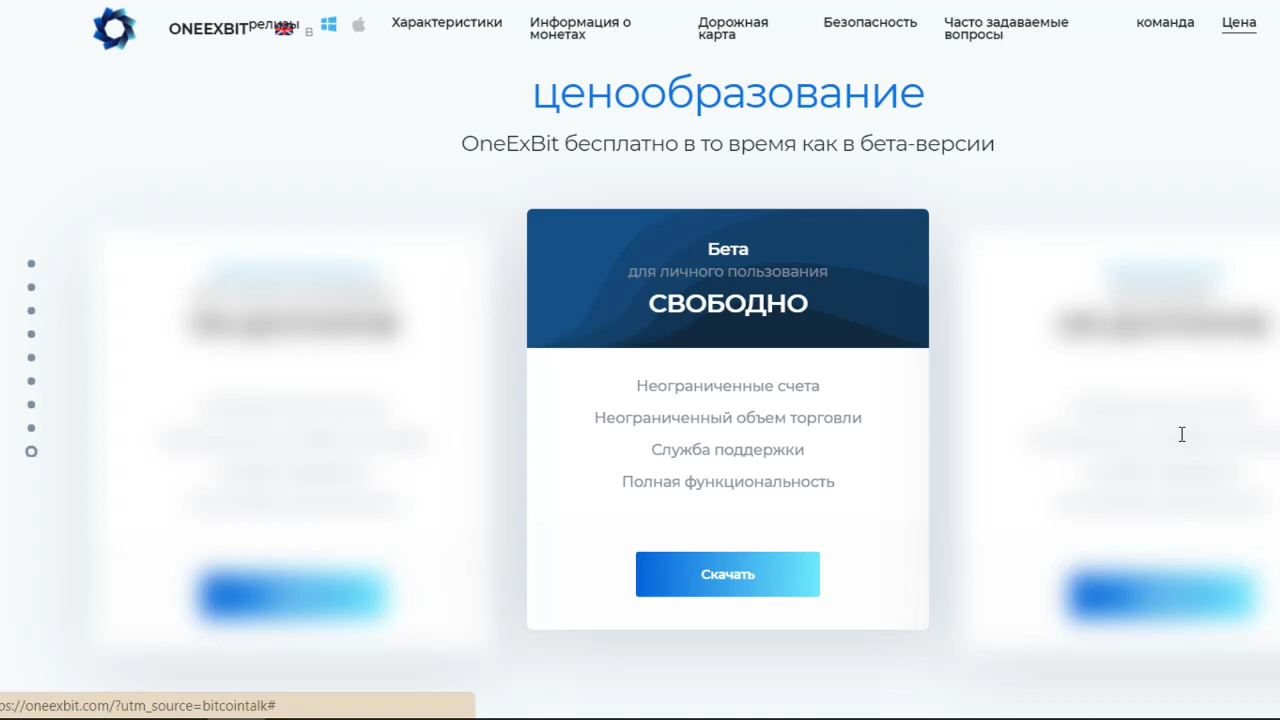 ONEEXBIT
релизы
в
Характеристики
Информация о
монетах
Дорожная
карта
Безопасность
Часто задаваемые
вопросы
команда
Цена
ценообразование
OneExBit бесплатно в то время как в бета-версии
Бета
для личного пользования
СВОБОДНО
Неограниченные счета
Неограниченный объем торговли
Служба поддержки
Полная функциональность
Скачать
ps://oneexbit.com/?utm_source=bitcointalk#